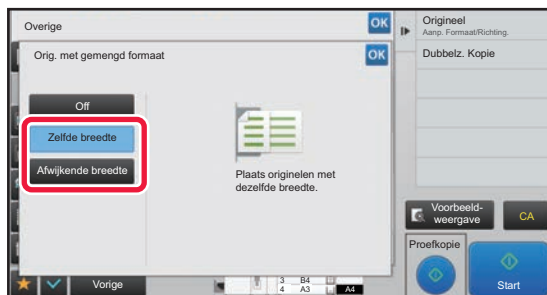 Overige
OK
Orig. met gemengd formaat
OK
Off
Zelfde breedte
Afwijkende breedte
Plaats originelen met
dezelfde breedte.
Origineel
Aanp. Formaat/Richting.
Dubbelz. Kopie
Voorbeeld-
weergave
CA
Proefkopie
Start
Vorige
3 B4
4 A3
A4